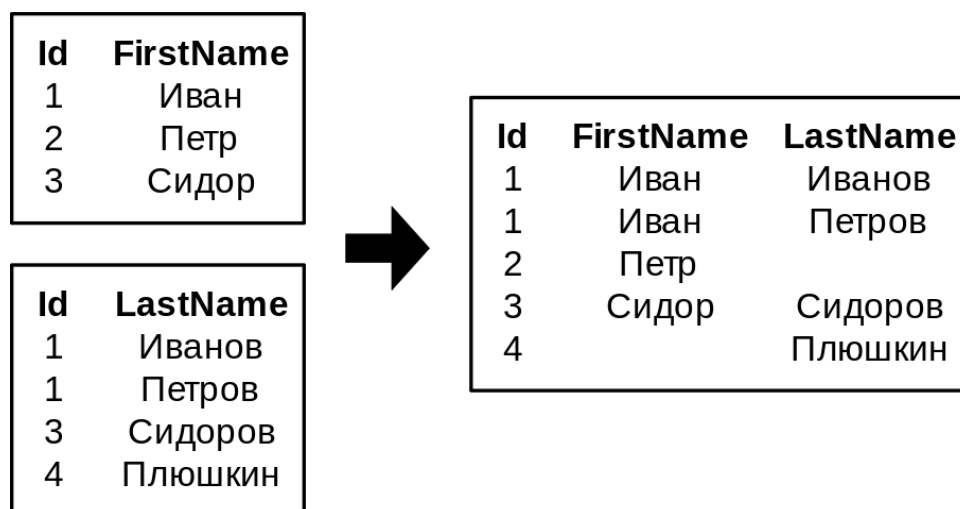 Id FirstName
1 Иван
2 Петр
3 Сидор
Id LastName
1 Иванов
1 Петров
3 Сидоров
4 Плюшкин
Id FirstName LastName
1 Иван Иванов
1 Иван Петров
2 Петр
3 Сидор Сидоров
4 Плюшкин